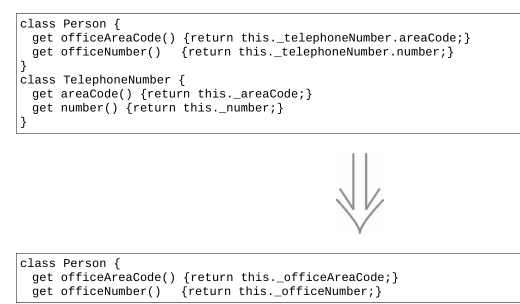 class Person {
  get officeAreaCode() {return this._telephoneNumber.areaCode;}
  get officeNumber()   {return this._telephoneNumber.number;}
}
class TelephoneNumber {
  get areaCode() {return this._areaCode;}
  get number() {return this._number;}
}
class Person {
  get officeAreaCode() {return this._officeAreaCode;}
  get officeNumber()   {return this._officeNumber;}